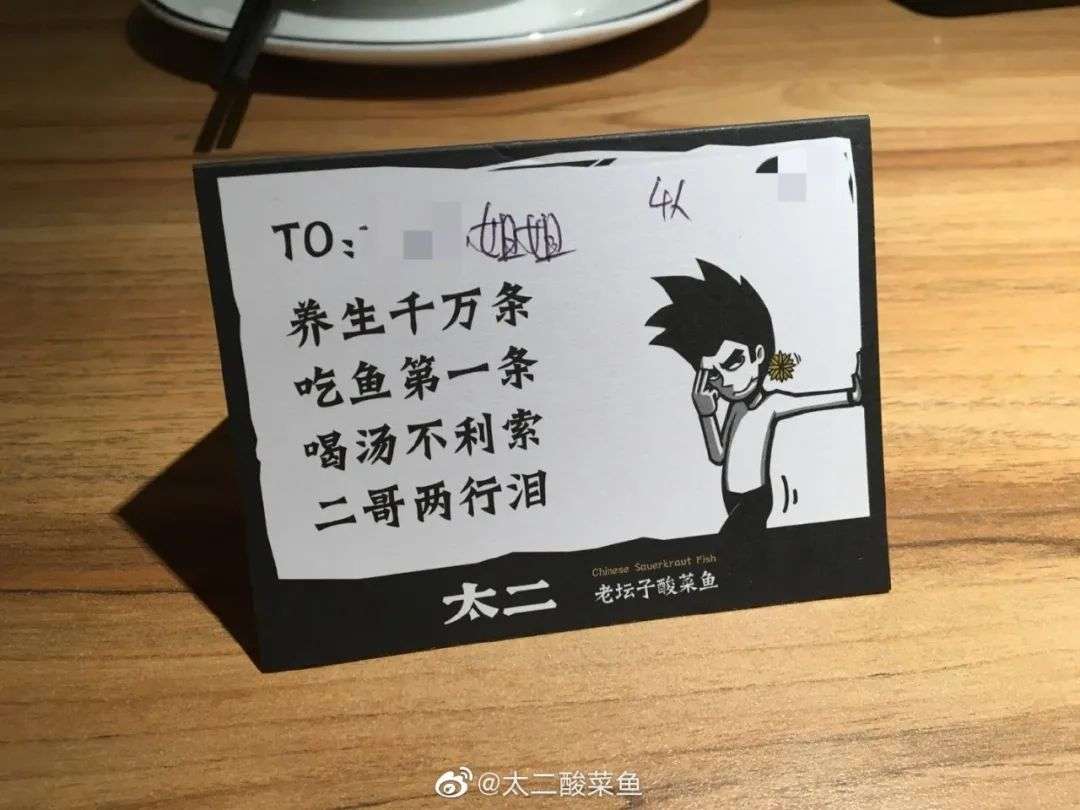 TO: 姐姐 4人
养生千万条
吃鱼第一条
喝汤不利索
二哥两行泪
太二
Chinese Sauerkraut Fish
老坛子酸菜鱼
@太二酸菜鱼